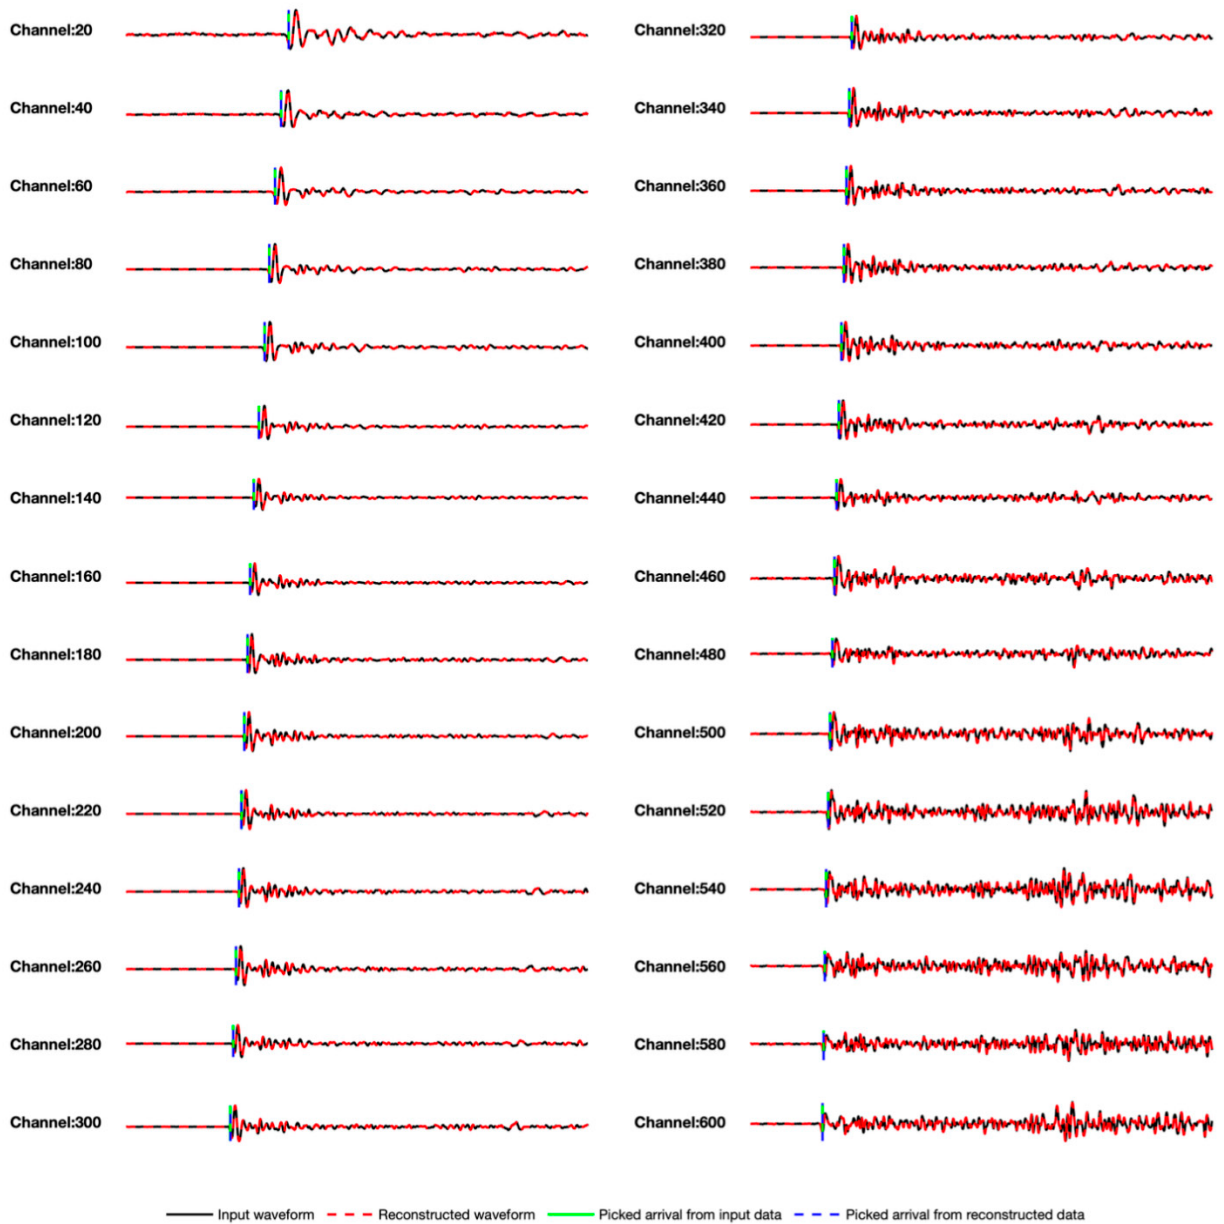 Channel:20
Channel:40
Channel:60
Channel:80
Channel:100
Channel:120
Channel:140
Channel:160
Channel:180
Channel:200
Channel:220
Channel:240
Channel:260
Channel:280
Channel:300
Channel:320
Channel:340
Channel:360
Channel:380
Channel:400
Channel:420
Channel:440
Channel:460
Channel:480
Channel:500
Channel:520
Channel:540
Channel:560
Channel:580
Channel:600
Input waveform Reconstructed waveform Picked arrival from input data Picked arrival from reconstructed data